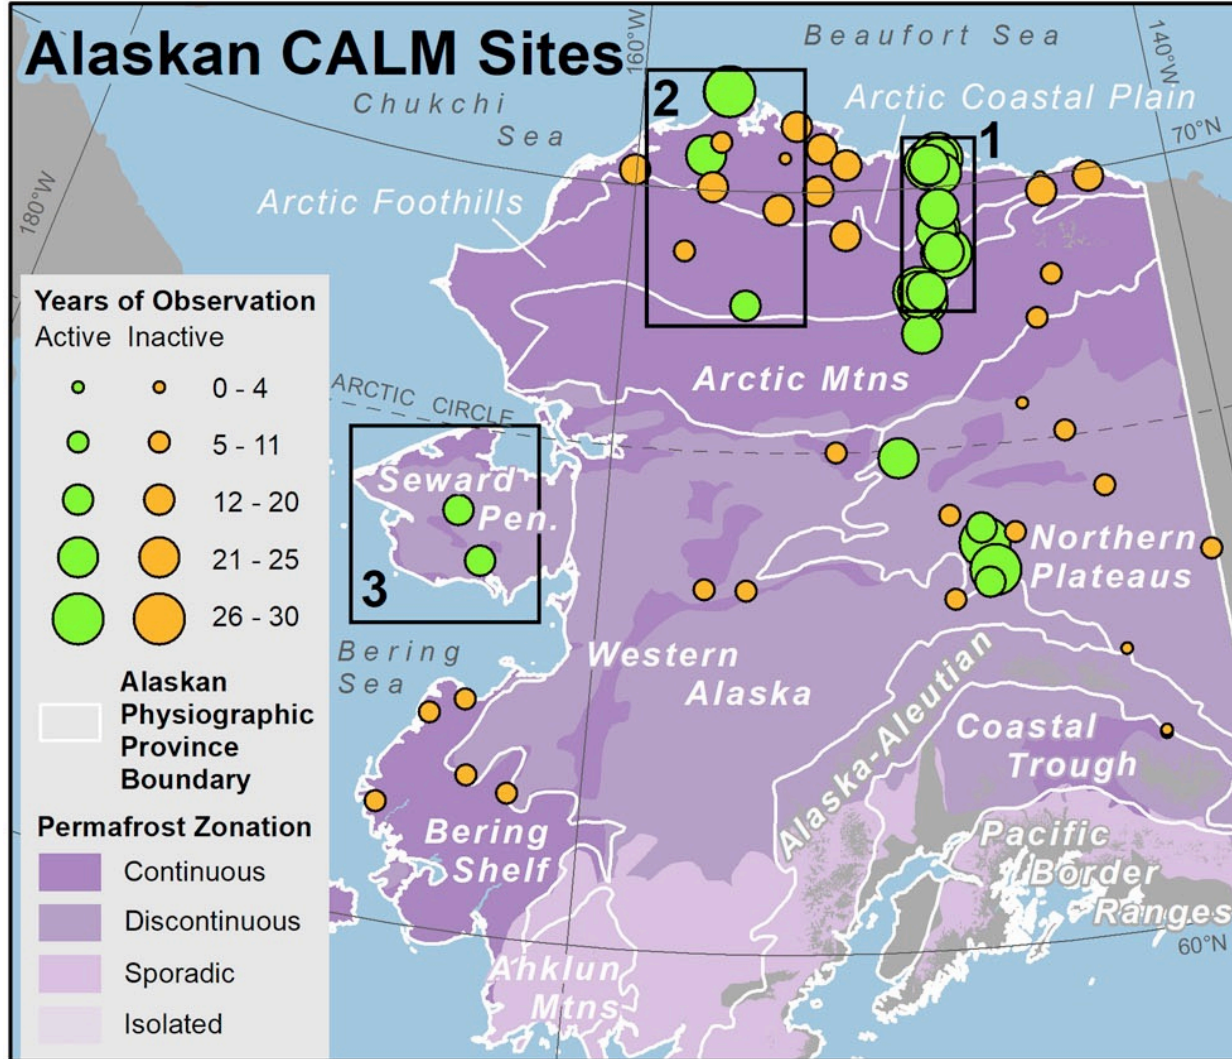 Alaskan CALM Sites
160°W
Beaufort Sea
140°W
Chukchi
Sea
2
Arctic Coastal Plain
1
70°N
180°W
Arctic Foothills
Years of Observation
Active Inactive
0 - 4
5 - 11
12 - 20
21 - 25
26 - 30
Alaskan
Physiographic
Province
Boundary
Permafrost Zonation
Continuous
Discontinuous
Sporadic
Isolated
Arctic Mtns
ARCTIC CIRCLE
Seward
Pen.
3
Northern
Plateaus
Bering
Sea
Western
Alaska
Alaska-Aleutian
Coastal
Trough
Bering
Shelf
Pacific
Border
Ranges
60°N
Ahklun
Mtns